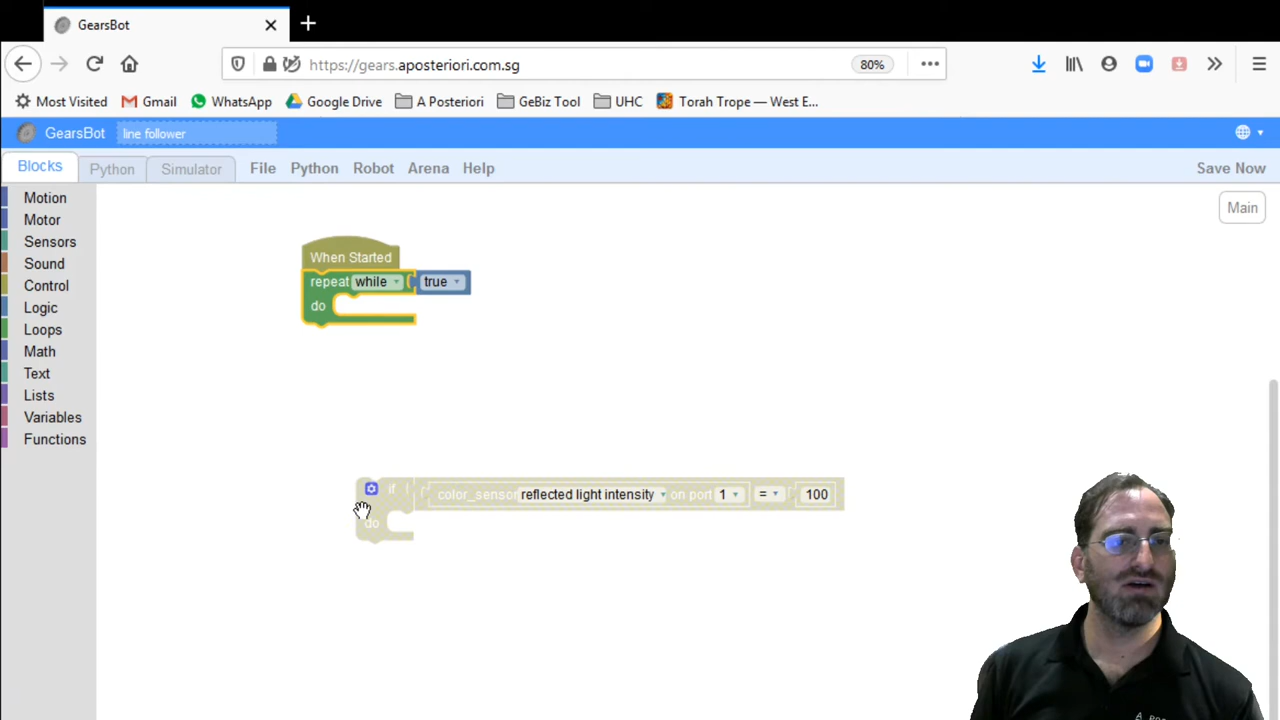 GearsBot
https://gears.aposteriori.com.sg
80%
Most Visited Gmail WhatsApp Google Drive A Posteriori GeBiz Tool UHC Torah Trope — West E...
GearsBot line follower
Blocks Python Simulator File Python Robot Arena Help Save Now
Motion
Motor
Sensors
Sound
Control
Logic
Loops
Math
Text
Lists
Variables
Functions
Main
When Started
repeat while true
do
if color_sensor reflected light intensity on port 1 = 100
do